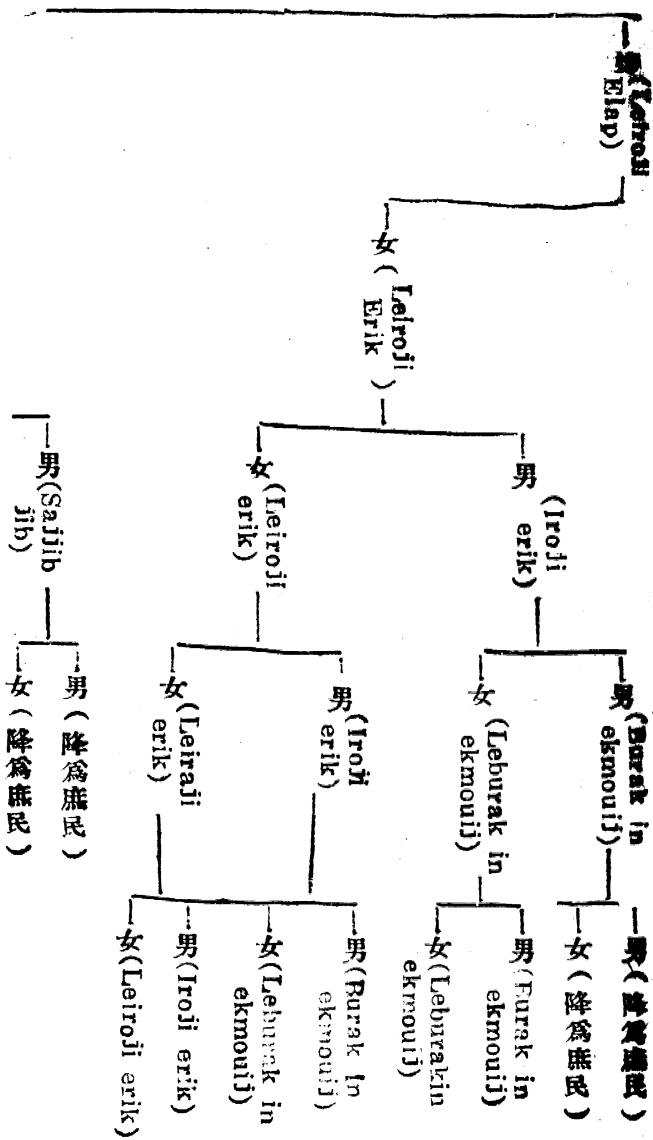 (Leiroji
Elap)
女(Leiroji
Erik)
男(Iroji
erik)
女(Leiroji
erik)
男(Sajjib
jib)
男(Burak in
ekmouij)
女(Leburak in
ekmouij)
男(Iroji
erik)
女(Leiraji
erik)
男(降爲庶民)
女(降爲庶民)
男(降爲庶民)
女(降爲庶民)
男(Burak in
ekmouij)
女(Leburakin
ekmouij)
男(Burak in
ekmouij)
女(Leburak in
ekmouij)
男(Iroji erik)
女(Leiroji erik)